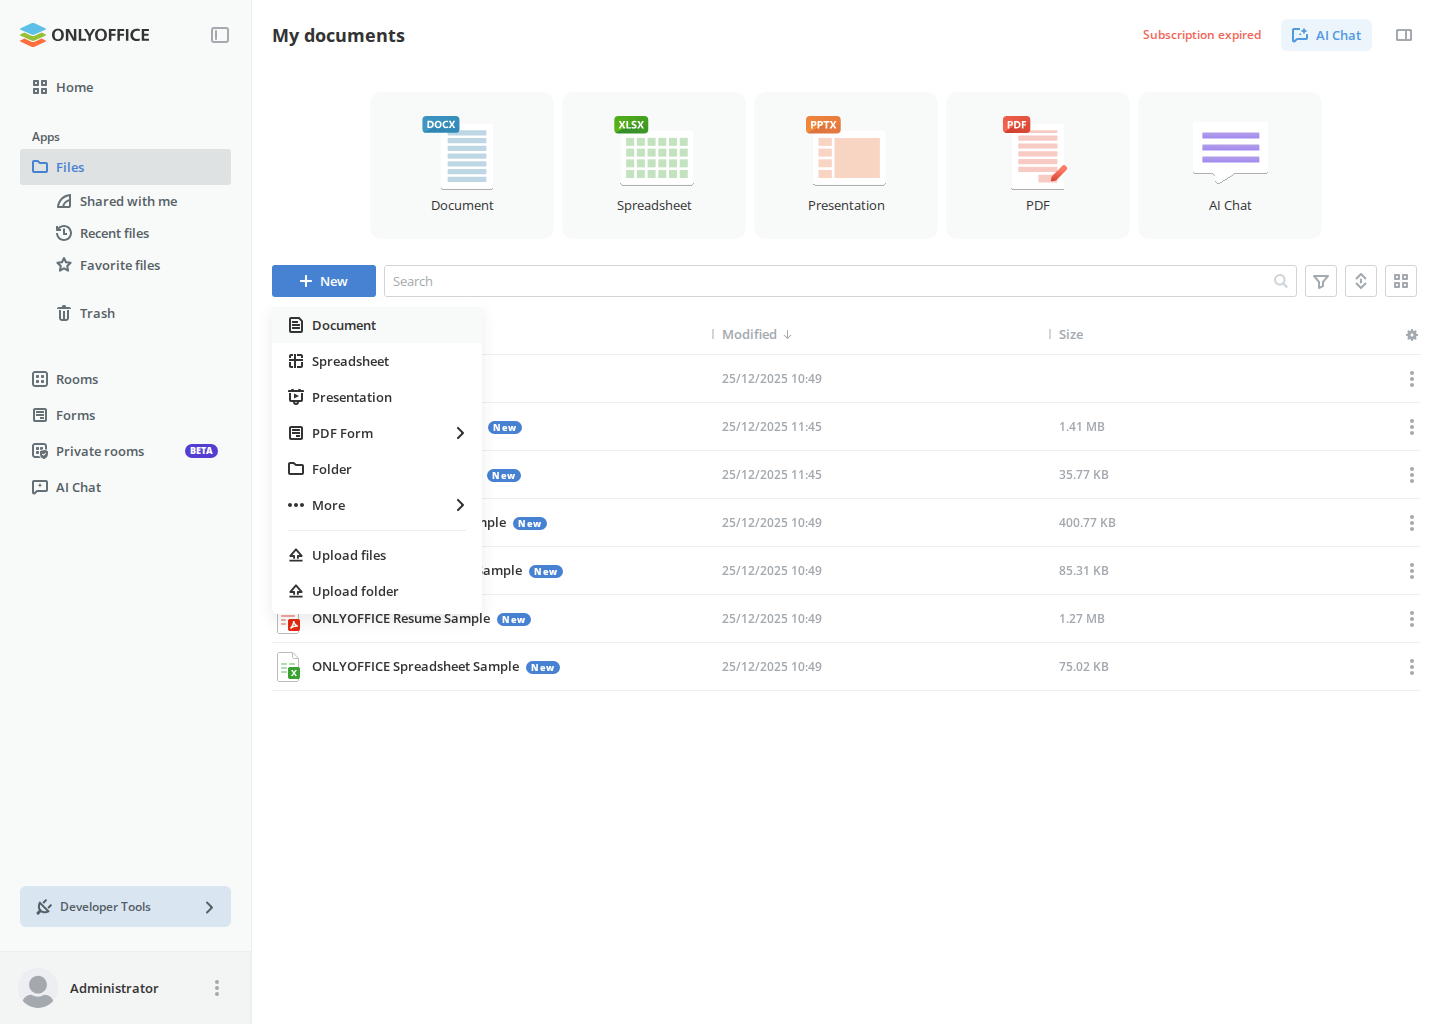 ONLYOFFICE
My documents
Subscription expired
AI Chat
Home
Apps
Files
Shared with me
Recent files
Favorite files
Trash
Rooms
Forms
Private rooms BETA
AI Chat
Developer Tools
Administrator
DOCX
Document
XLSX
Spreadsheet
PPTX
Presentation
PDF
PDF
AI Chat
New
Search
Document
Spreadsheet
Presentation
PDF Form
Folder
More
Upload files
Upload folder
Modified Size
25/12/2025 10:49
New 25/12/2025 11:45 1.41 MB
New 25/12/2025 11:45 35.77 KB
mple New 25/12/2025 10:49 400.77 KB
Sample New 25/12/2025 10:49 85.31 KB
ONLYOFFICE Resume Sample New 25/12/2025 10:49 1.27 MB
ONLYOFFICE Spreadsheet Sample New 25/12/2025 10:49 75.02 KB